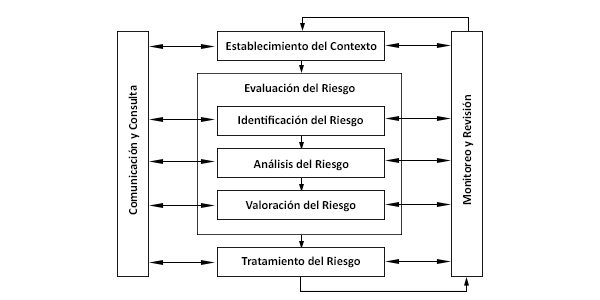 Establecimiento del Contexto
Evaluación del Riesgo
Identificación del Riesgo
Análisis del Riesgo
Valoración del Riesgo
Tratamiento del Riesgo
Comunicación y Consulta
Monitoreo y Revisión